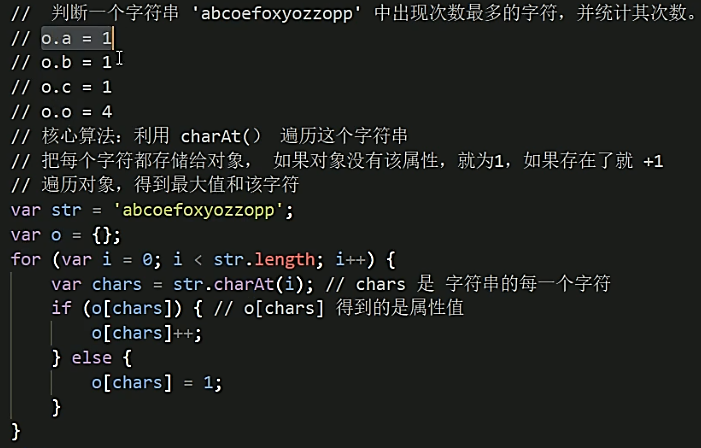 //  判断一个字符串 'abcoefoxyozzopp' 中出现次数最多的字符，并统计其次数。
// o.a = 1
// o.b = 1
// o.c = 1
// o.o = 4
// 核心算法：利用 charAt()  遍历这个字符串
// 把每个字符都存储给对象， 如果对象没有该属性，就为1，如果存在了就 +1
// 遍历对象，得到最大值和该字符
var str = 'abcoefoxyozzopp';
var o = {};
for (var i = 0; i < str.length; i++) {
    var chars = str.charAt(i); // chars 是 字符串的每一个字符
    if (o[chars]) { // o[chars] 得到的是属性值
        o[chars]++;
    } else {
        o[chars] = 1;
    }
}